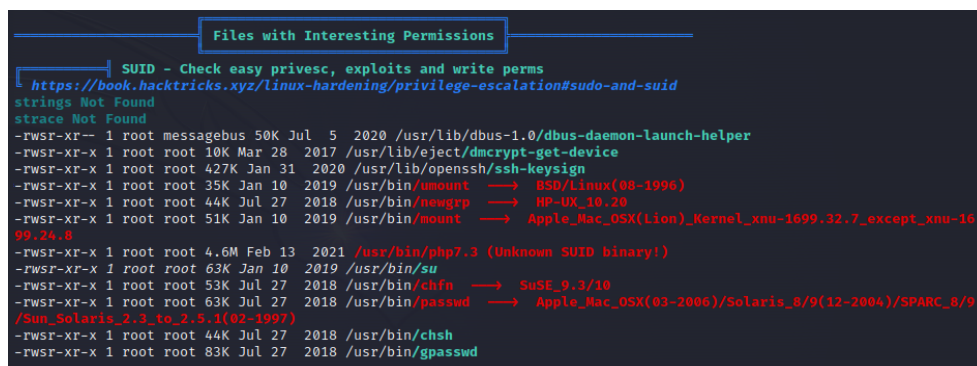 Files with Interesting Permissions
SUID - Check easy privesc, exploits and write perms
https://book.hacktricks.xyz/linux-hardening/privilege-escalation#sudo-and-suid
strings Not Found
strace Not Found
-rwsr-xr-- 1 root messagebus 50K Jul  5  2020 /usr/lib/dbus-1.0/dbus-daemon-launch-helper
-rwsr-xr-x 1 root root 10K Mar 28  2017 /usr/lib/eject/dmcrypt-get-device
-rwsr-xr-x 1 root root 427K Jan 31  2020 /usr/lib/openssh/ssh-keysign
-rwsr-xr-x 1 root root 35K Jan 10  2019 /usr/bin/umount  --->  BSD/Linux(08-1996)
-rwsr-xr-x 1 root root 44K Jul 27  2018 /usr/bin/newgrp  --->  HP-UX_10.20
-rwsr-xr-x 1 root root 51K Jan 10  2019 /usr/bin/mount  --->  Apple_Mac_OSX(Lion)_Kernel_xnu-1699.32.7_except_xnu-16
99.24.8
-rwsr-xr-x 1 root root 4.6M Feb 13  2021 /usr/bin/php7.3 (Unknown SUID binary!)
-rwsr-xr-x 1 root root 63K Jan 10  2019 /usr/bin/su
-rwsr-xr-x 1 root root 53K Jul 27  2018 /usr/bin/chfn  --->  SuSE_9.3/10
-rwsr-xr-x 1 root root 63K Jul 27  2018 /usr/bin/passwd  --->  Apple_Mac_OSX(03-2006)/Solaris_8/9(12-2004)/SPARC_8/9
/Sun_Solaris_2.3_to_2.5.1(02-1997)
-rwsr-xr-x 1 root root 44K Jul 27  2018 /usr/bin/chsh
-rwsr-xr-x 1 root root 83K Jul 27  2018 /usr/bin/gpasswd